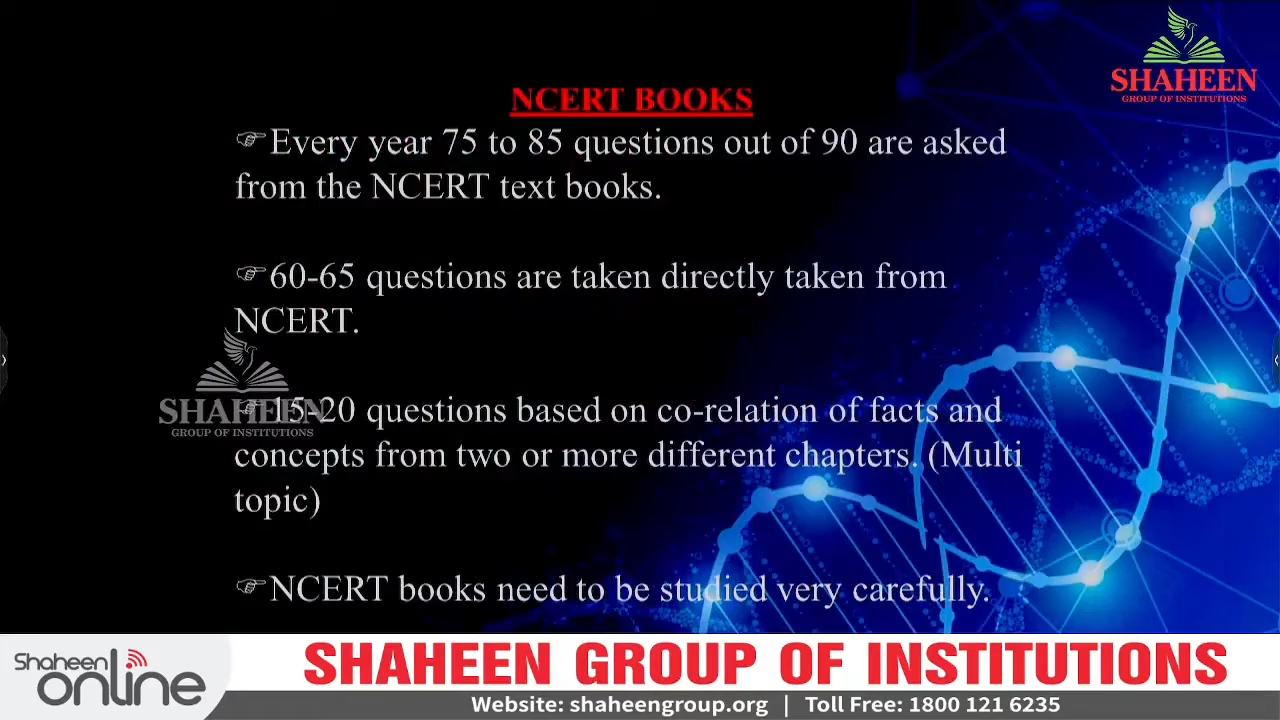 SHAHEEN
GROUP OF INSTITUTIONS
NCERT BOOKS
Every year 75 to 85 questions out of 90 are asked
from the NCERT text books.
60-65 questions are taken directly taken from
NCERT.
SHAHEEN
GROUP OF INSTITUTIONS
15-20 questions based on co-relation of facts and
concepts from two or more different chapters. (Multi
topic)
NCERT books need to be studied very carefully.
Shaheen
online
SHAHEEN GROUP OF INSTITUTIONS
Website: shaheengroup.org | Toll Free: 1800 121 6235